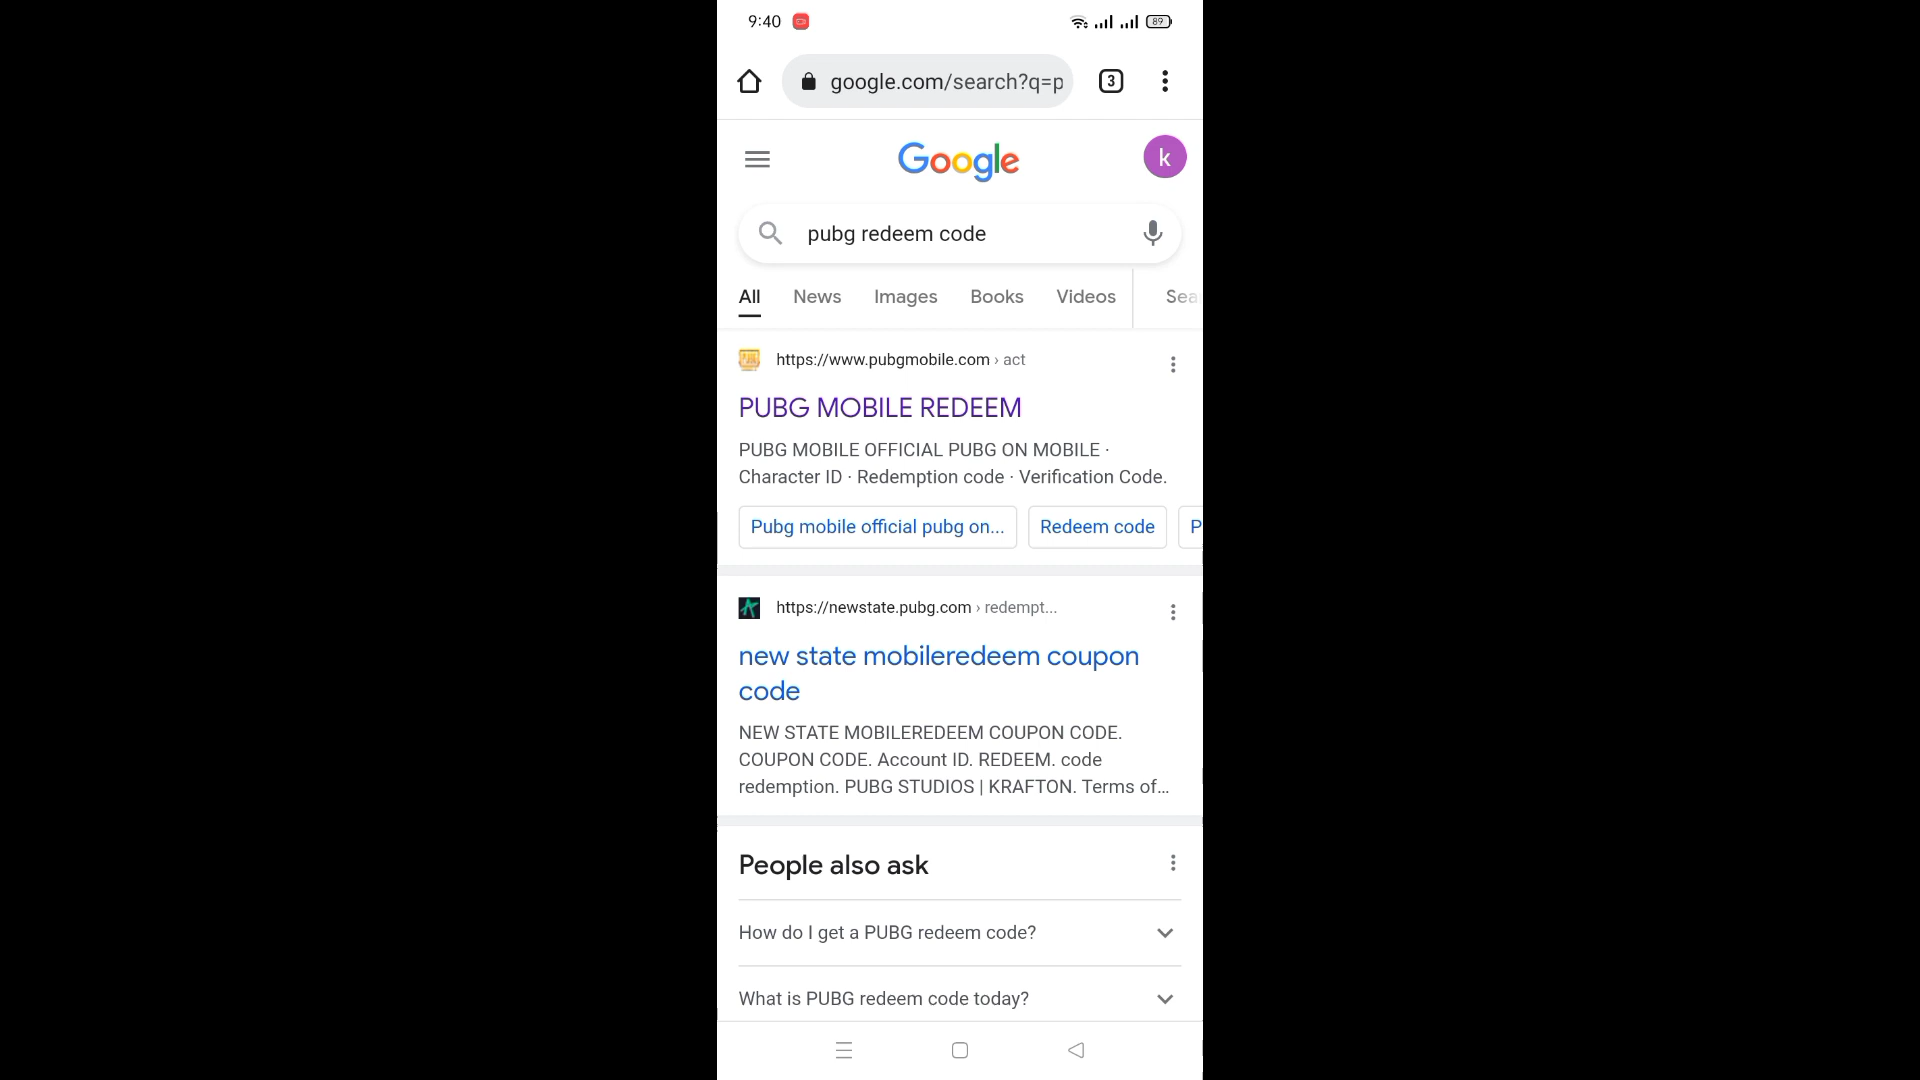 9:40
89
google.com/search?q=p
3
Google
k
pubg redeem code
All News Images Books Videos Sea
https://www.pubgmobile.com › act
PUBG MOBILE REDEEM
PUBG MOBILE OFFICIAL PUBG ON MOBILE ·
Character ID · Redemption code · Verification Code.
Pubg mobile official pubg on... Redeem code P
https://newstate.pubg.com › redempt...
new state mobileredeem coupon
code
NEW STATE MOBILEREDEEM COUPON CODE.
COUPON CODE. Account ID. REDEEM. code
redemption. PUBG STUDIOS | KRAFTON. Terms of...
People also ask
How do I get a PUBG redeem code?
What is PUBG redeem code today?